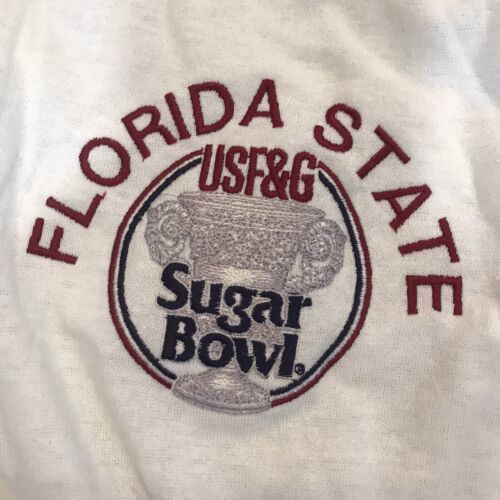 FLORIDA STATE
USF&G
Sugar
Bowl®